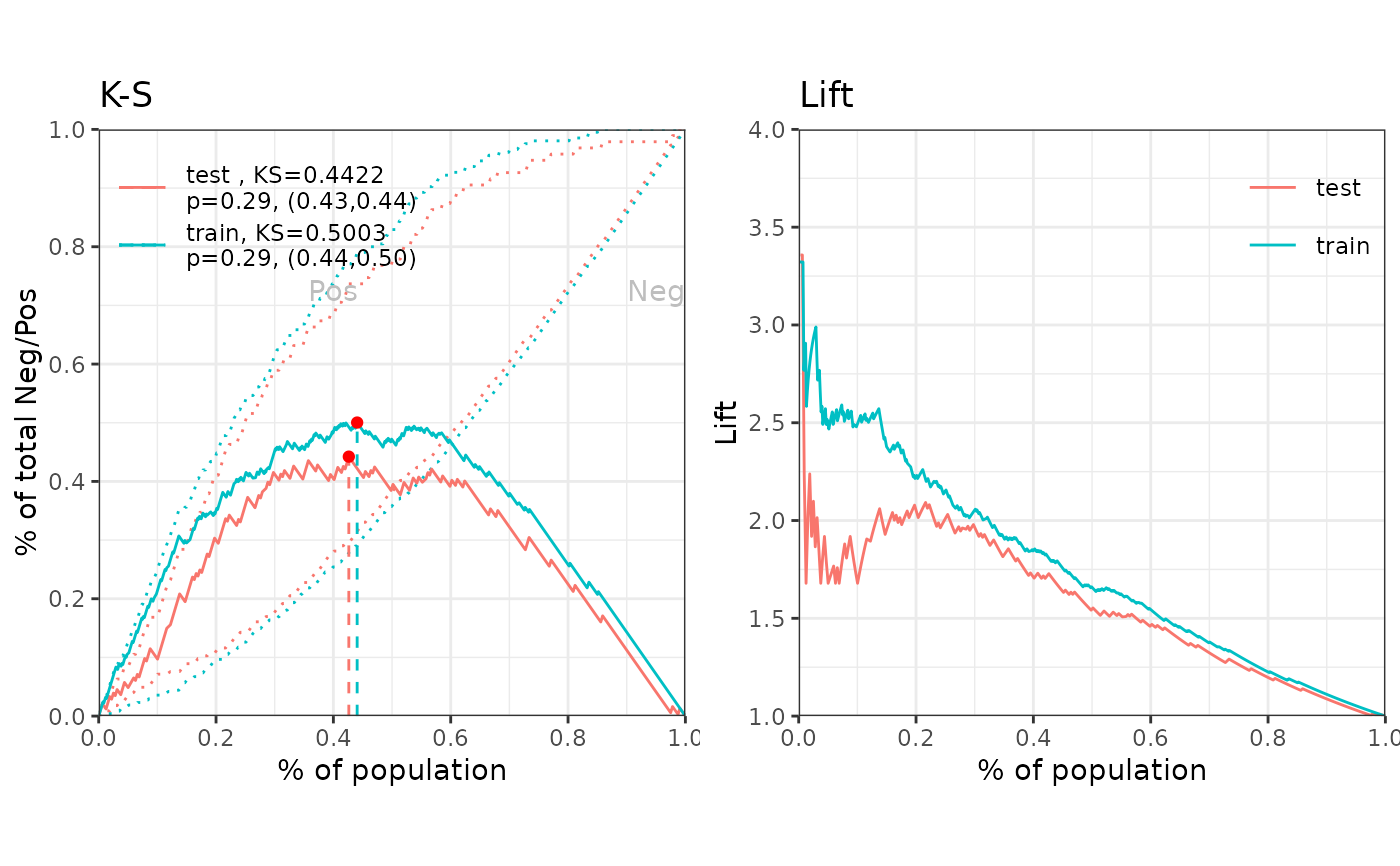 K-S
% of total Neg/Pos
1.0
0.8
0.6
0.4
0.2
0.0
test , KS=0.4422
p=0.29, (0.43,0.44)
train, KS=0.5003
p=0.29, (0.44,0.50)
Pos
Neg
0.0 0.2 0.4 0.6 0.8 1.0
% of population
Lift
Lift
4.0
3.5
3.0
2.5
2.0
1.5
1.0
test
train
0.0 0.2 0.4 0.6 0.8 1.0
% of population